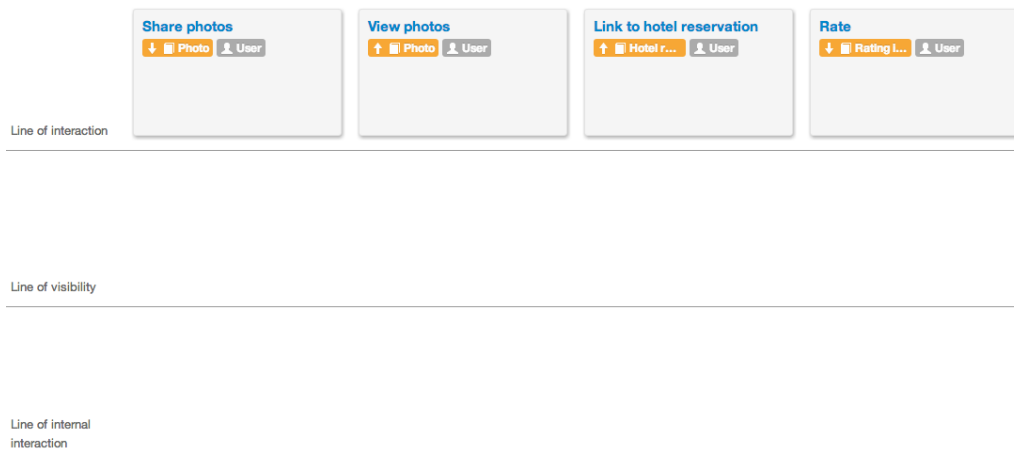 Share photos
Photo User
View photos
Photo User
Link to hotel reservation
Hotel r... User
Rate
Rating i... User
Line of interaction
Line of visibility
Line of internal
interaction